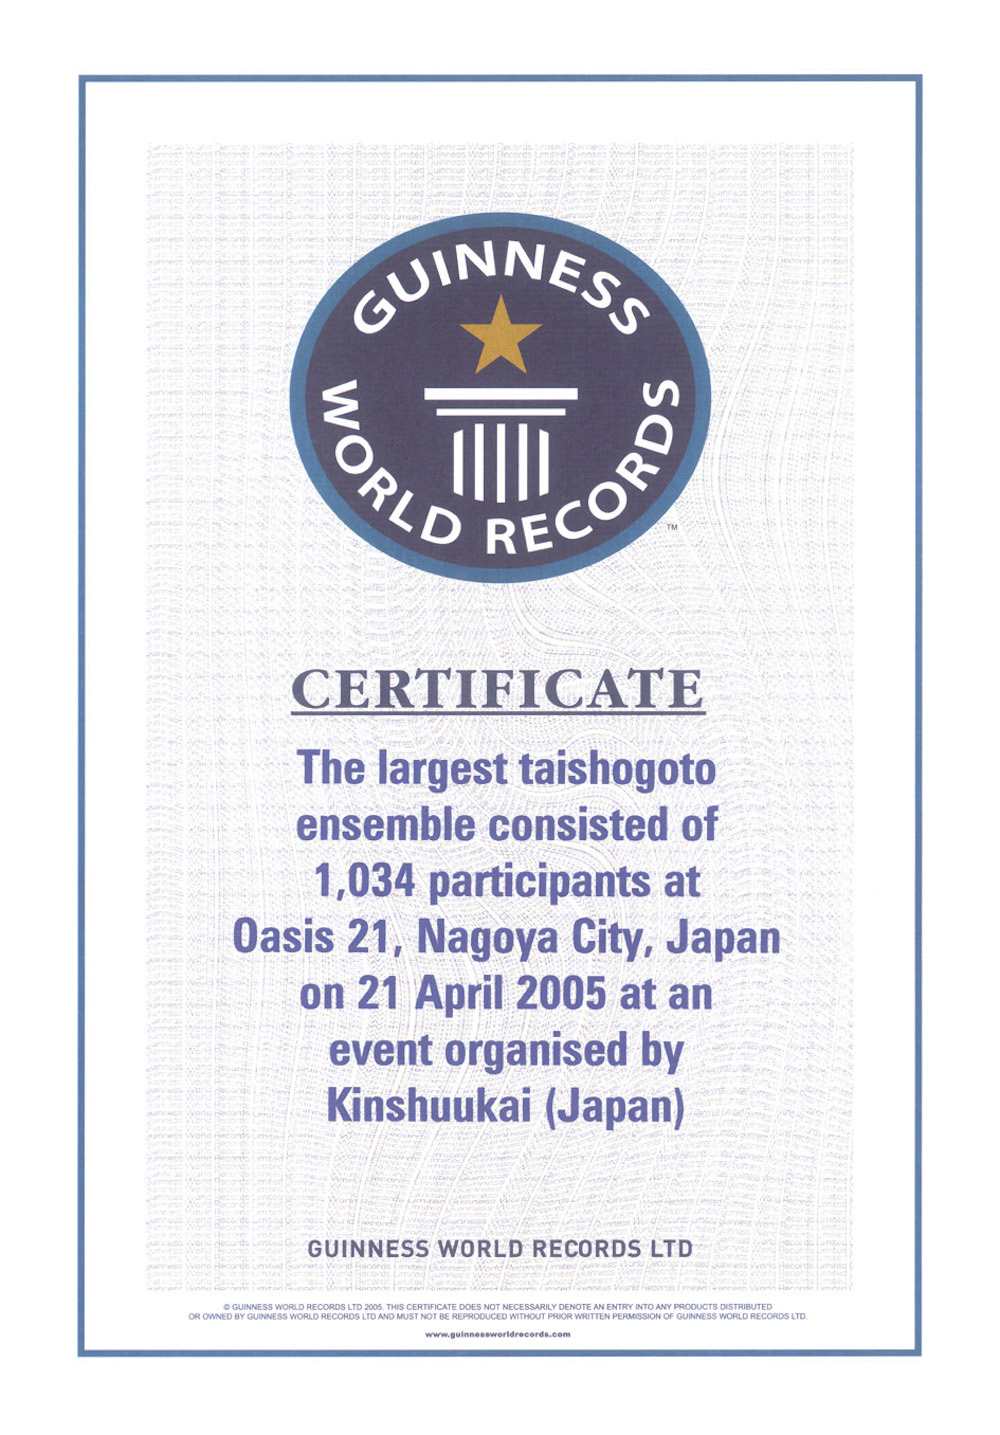 GUINNESS
WORLD RECORDS
TM
CERTIFICATE
The largest taishogoto
ensemble consisted of
1,034 participants at
Oasis 21, Nagoya City, Japan
on 21 April 2005 at an
event organised by
Kinshuukai (Japan)
GUINNESS WORLD RECORDS LTD
© GUINNESS WORLD RECORDS LTD 2005. THIS CERTIFICATE DOES NOT NECESSARILY DENOTE AN ENTRY INTO ANY PRODUCTS DISTRIBUTED
OR OWNED BY GUINNESS WORLD RECORDS LTD AND MUST NOT BE REPRODUCED WITHOUT PRIOR WRITTEN PERMISSION OF GUINNESS WORLD RECORDS LTD.
www.guinnessworldrecords.com